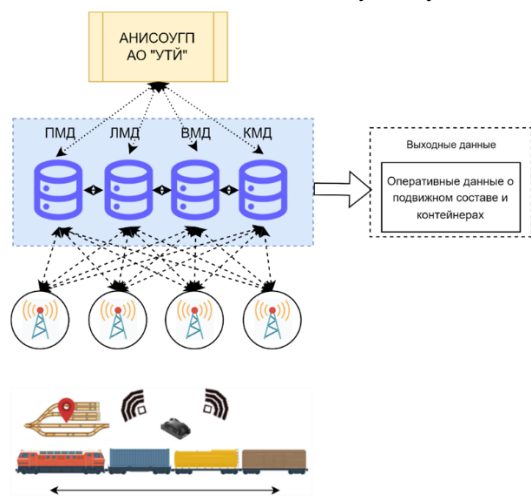 АНИСОУГП
АО "УТЙ"
ПМД ЛМД ВМД КМД
Выходные данные
Оперативные данные о
подвижном составе и
контейнерах